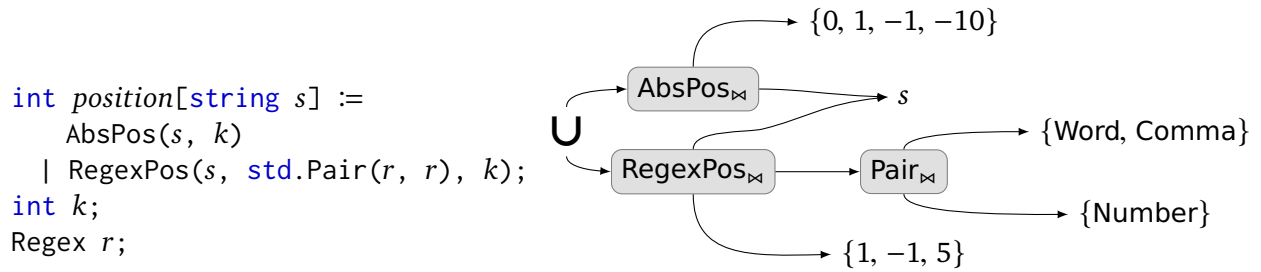 int position[string s] :=
AbsPos(s, k)
| RegexPos(s, std.Pair(r, r), k);
int k;
Regex r;
{0, 1, −1, −10}
AbsPos⋈
s
∪
{Word, Comma}
RegexPos⋈
Pair⋈
{Number}
{1, −1, 5}